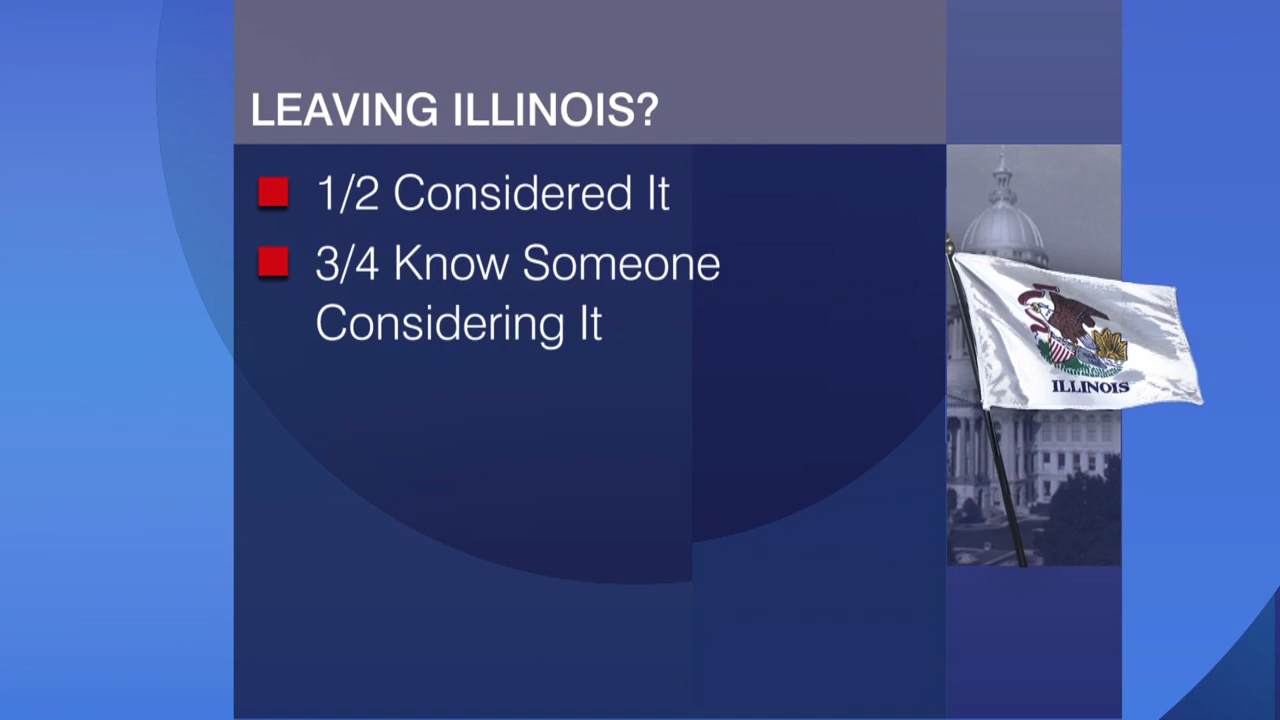 LEAVING ILLINOIS?
1/2 Considered It
3/4 Know Someone
Considering It
ILLINOIS